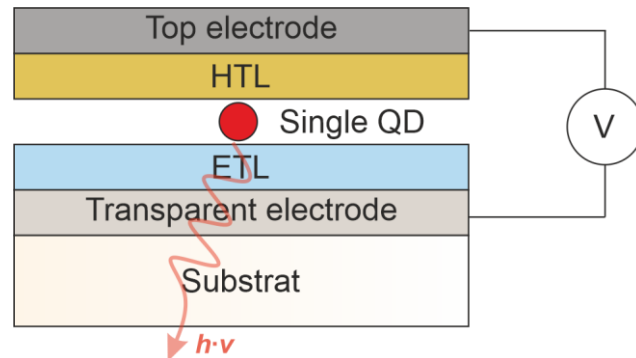 Top electrode
HTL
Single QD
V
ETL
Transparent electrode
Substrat
h·v